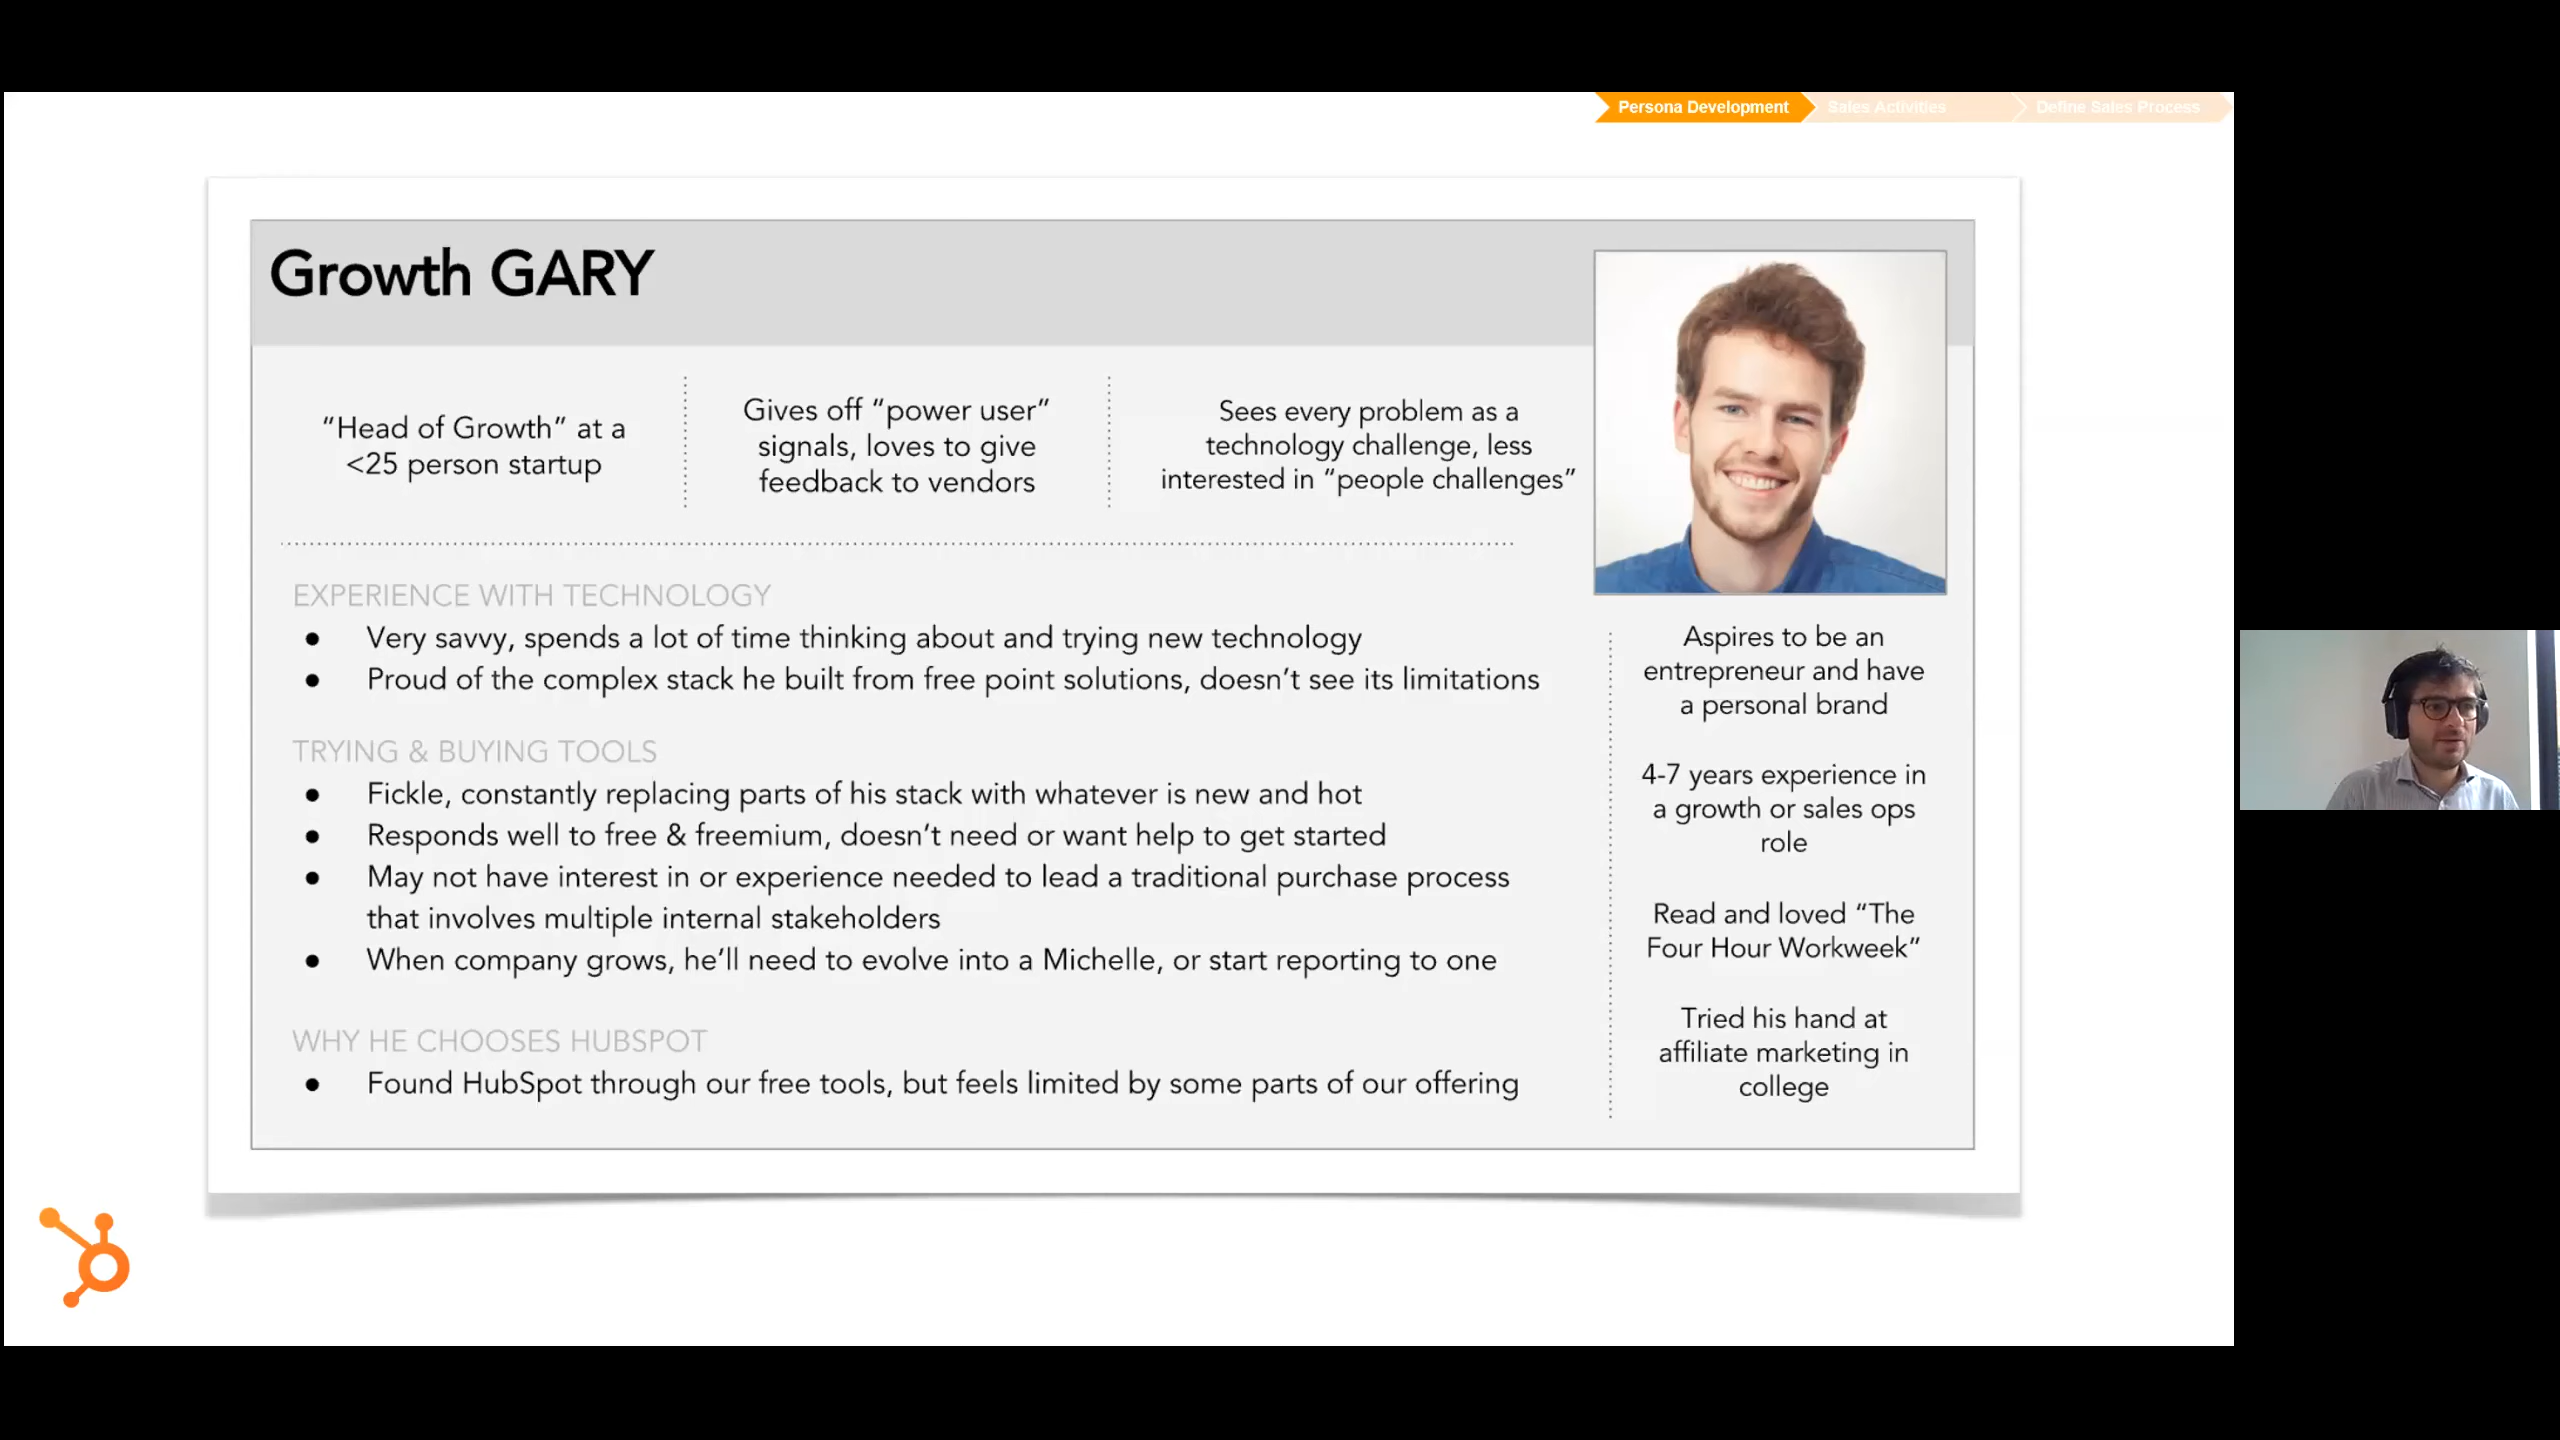 Persona Development
Sales Activities
Define Sales Process
Growth GARY
“Head of Growth” at a
<25 person startup
Gives off “power user”
signals, loves to give
feedback to vendors
Sees every problem as a
technology challenge, less
interested in “people challenges”
EXPERIENCE WITH TECHNOLOGY
● Very savvy, spends a lot of time thinking about and trying new technology
● Proud of the complex stack he built from free point solutions, doesn’t see its limitations
TRYING & BUYING TOOLS
● Fickle, constantly replacing parts of his stack with whatever is new and hot
● Responds well to free & freemium, doesn’t need or want help to get started
● May not have interest in or experience needed to lead a traditional purchase process
that involves multiple internal stakeholders
● When company grows, he’ll need to evolve into a Michelle, or start reporting to one
WHY HE CHOOSES HUBSPOT
● Found HubSpot through our free tools, but feels limited by some parts of our offering
Aspires to be an
entrepreneur and have
a personal brand
4-7 years experience in
a growth or sales ops
role
Read and loved “The
Four Hour Workweek”
Tried his hand at
affiliate marketing in
college